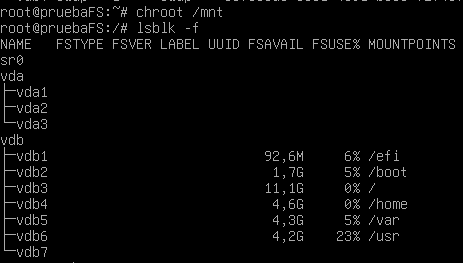 root@pruebaFS:~# chroot /mnt
root@pruebaFS:/# lsblk -f
NAME FSTYPE FSVER LABEL UUID FSAVAIL FSUSE% MOUNTPOINTS
sr0
vda
├─vda1
├─vda2
└─vda3
vdb
├─vdb1 92,6M 6% /efi
├─vdb2 1,7G 5% /boot
├─vdb3 11,1G 0% /
├─vdb4 4,6G 0% /home
├─vdb5 4,3G 5% /var
├─vdb6 4,2G 23% /usr
└─vdb7